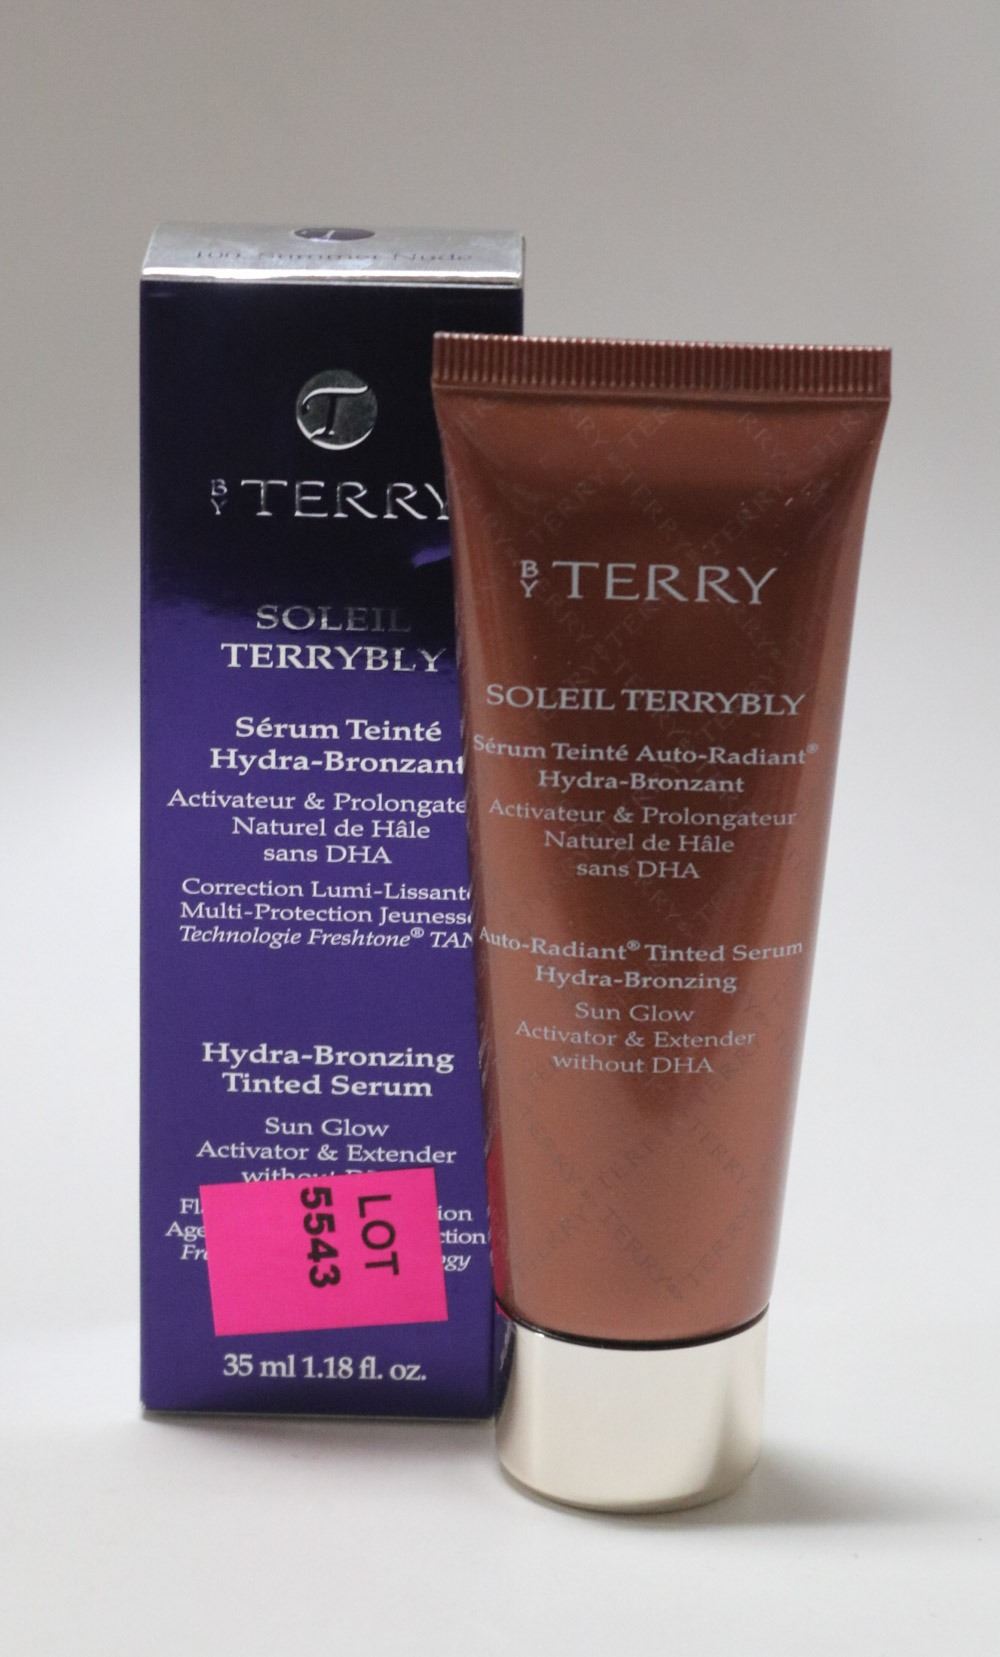 100. Summer Nude
T
BY TERRY
SOLEIL
TERRYBLY
Sérum Teinté
Hydra-Bronzant
Activateur & Prolongate
Naturel de Hâle
sans DHA
Correction Lumi-Lissant
Multi-Protection Jeuness
Technologie Freshtone® TAN
Hydra-Bronzing
Tinted Serum
Sun Glow
Activator & Extender
LOT
5543
35 ml 1.18 fl. oz.
BY TERRY
SOLEIL TERRYBLY
Sérum Teinté Auto-Radiant®
Hydra-Bronzant
Activateur & Prolongateur
Naturel de Hâle
sans DHA
Auto-Radiant® Tinted Serum
Hydra-Bronzing
Sun Glow
Activator & Extender
without DHA